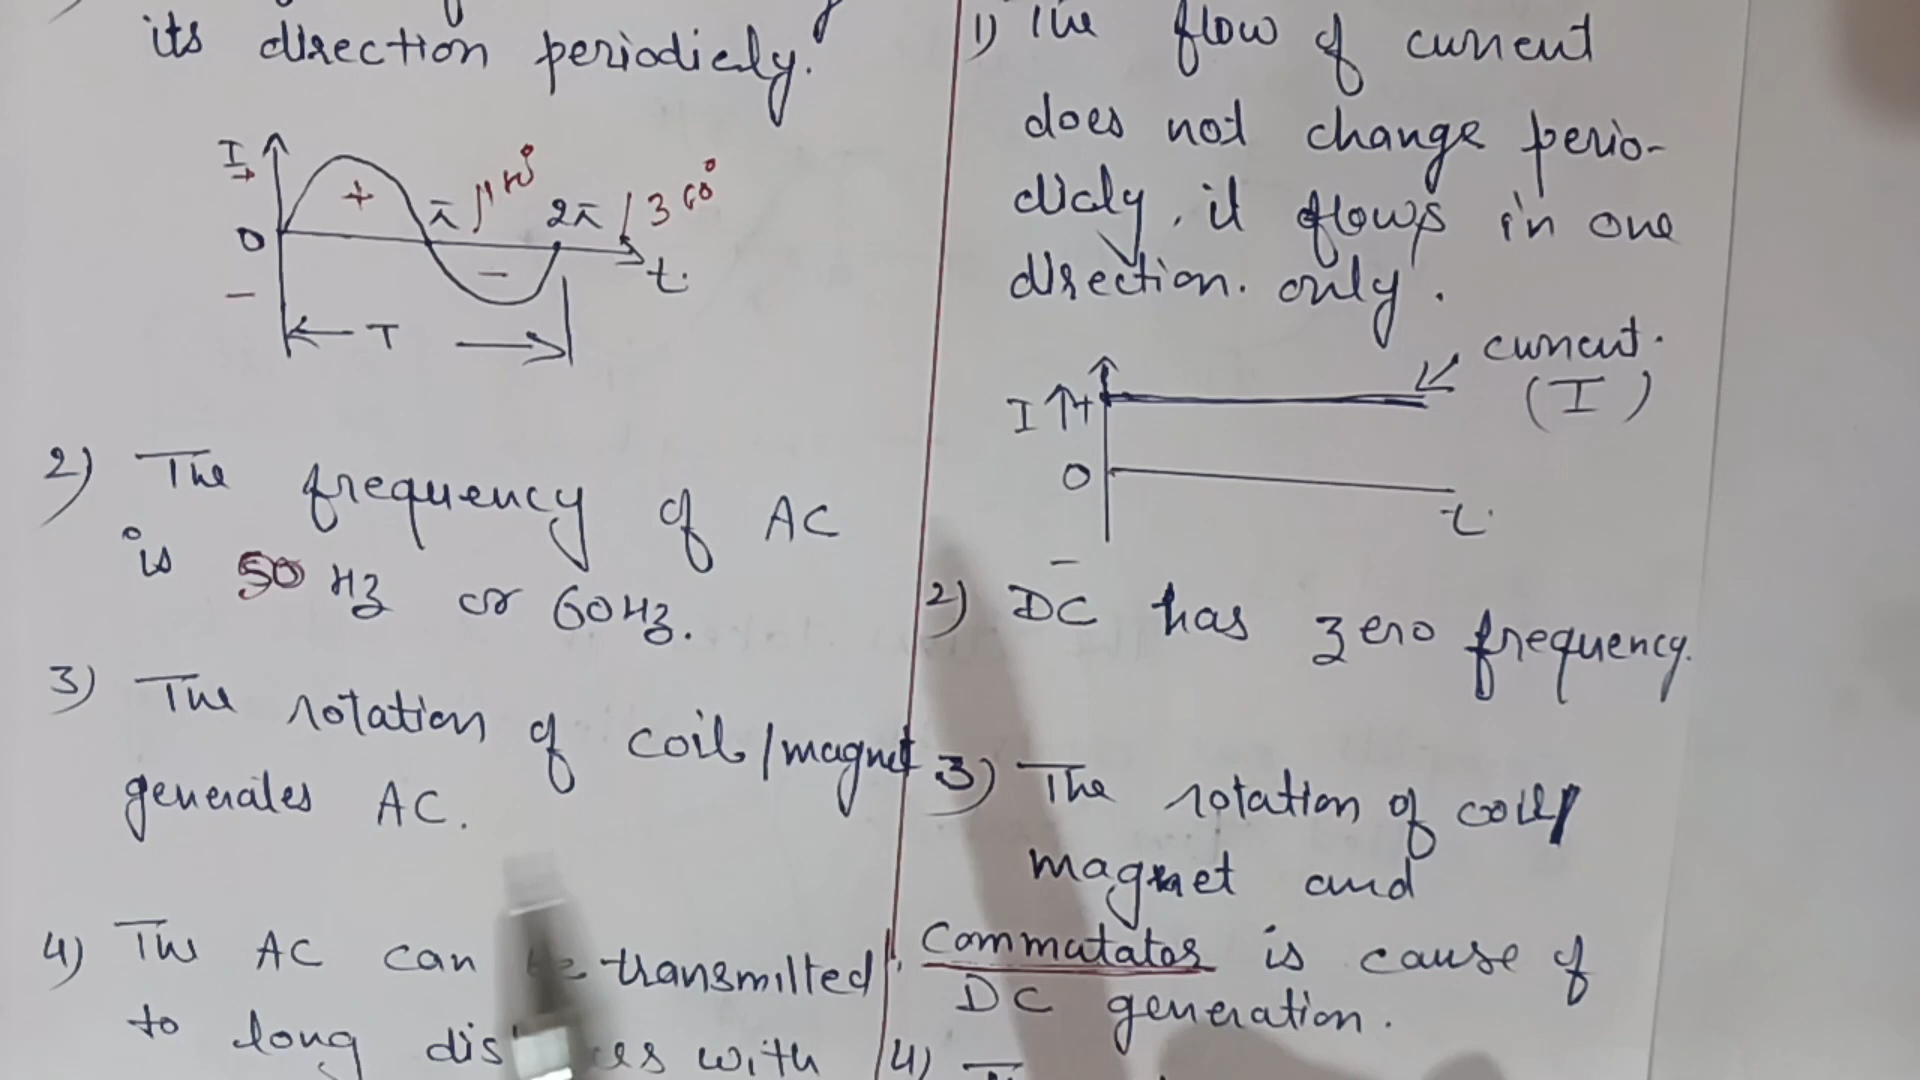 its direction periodicly.
I
+
+
π / 180°
2π / 360°
0
t.
-
-
T
2) The frequency of AC
is 50 Hz or 60Hz.
3) The rotation of coil/magnet
generates AC.
4) The AC can be transmitted
to long with
1) The flow of current
does not change perio-
dicly, it flows in one
direction. only.
current.
(I)
I ↑ +
0
t.
-
2) DC has zero frequency.
3) The rotation of coil/
magnet and
Commutator is cause of
DC generation.
4)